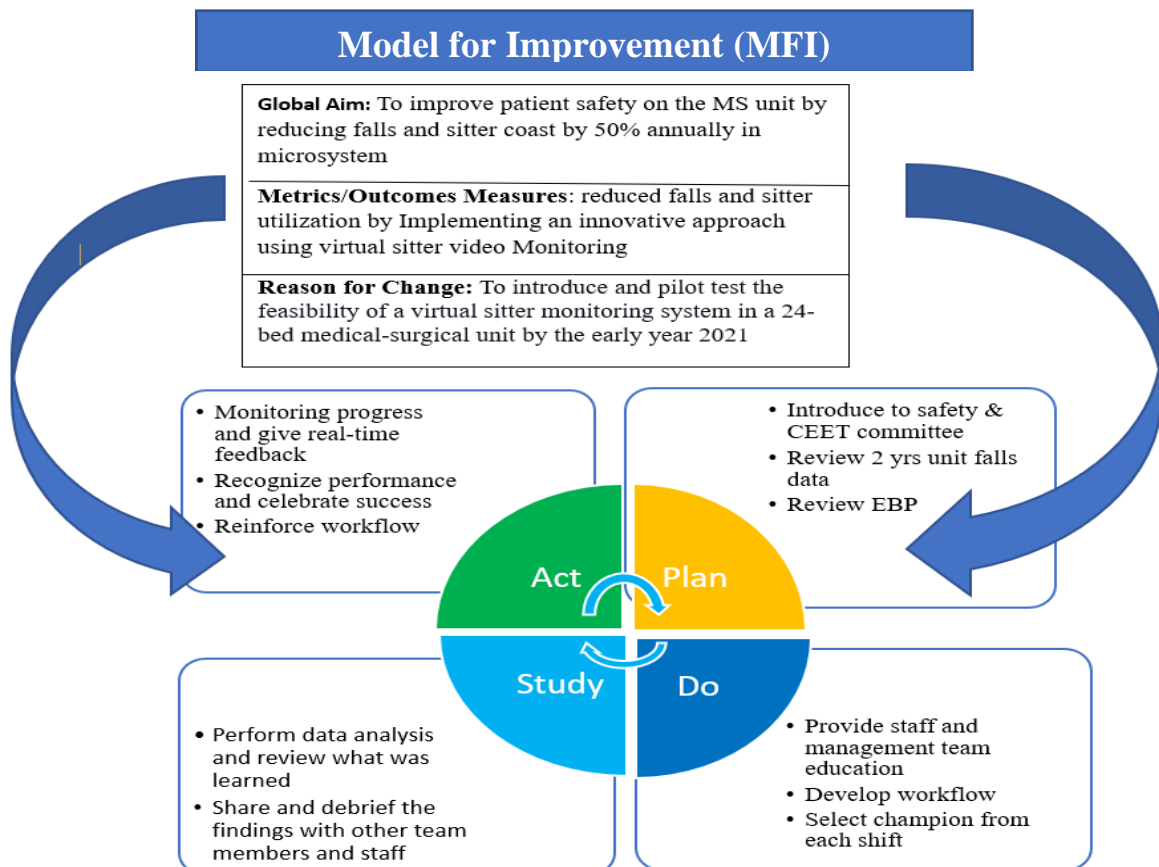 Model for Improvement (MFI)
Global Aim: To improve patient safety on the MS unit by
reducing falls and sitter coast by 50% annually in
microsystem
Metrics/Outcomes Measures: reduced falls and sitter
utilization by Implementing an innovative approach
using virtual sitter video Monitoring
Reason for Change: To introduce and pilot test the
feasibility of a virtual sitter monitoring system in a 24-
bed medical-surgical unit by the early year 2021
• Monitoring progress
and give real-time
feedback
• Recognize performance
and celebrate success
• Reinforce workflow
• Introduce to safety &
CEET committee
• Review 2 yrs unit falls
data
• Review EBP
Act
Plan
Study
Do
• Perform data analysis
and review what was
learned
• Share and debrief the
findings with other team
members and staff
• Provide staff and
management team
education
• Develop workflow
• Select champion from
each shift